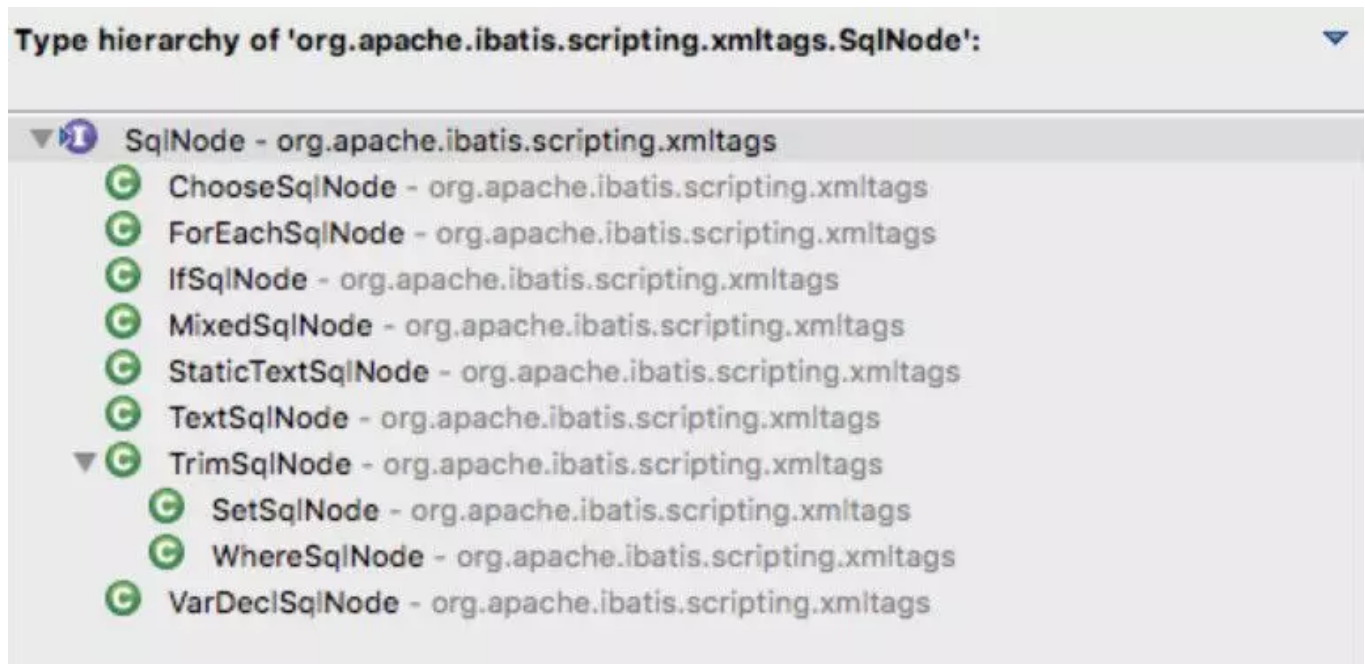 Type hierarchy of 'org.apache.ibatis.scripting.xmltags.SqlNode':
I SqlNode - org.apache.ibatis.scripting.xmltags
C ChooseSqlNode - org.apache.ibatis.scripting.xmltags
C ForEachSqlNode - org.apache.ibatis.scripting.xmltags
C IfSqlNode - org.apache.ibatis.scripting.xmltags
C MixedSqlNode - org.apache.ibatis.scripting.xmltags
C StaticTextSqlNode - org.apache.ibatis.scripting.xmltags
C TextSqlNode - org.apache.ibatis.scripting.xmltags
C TrimSqlNode - org.apache.ibatis.scripting.xmltags
C SetSqlNode - org.apache.ibatis.scripting.xmltags
C WhereSqlNode - org.apache.ibatis.scripting.xmltags
C VarDeclSqlNode - org.apache.ibatis.scripting.xmltags